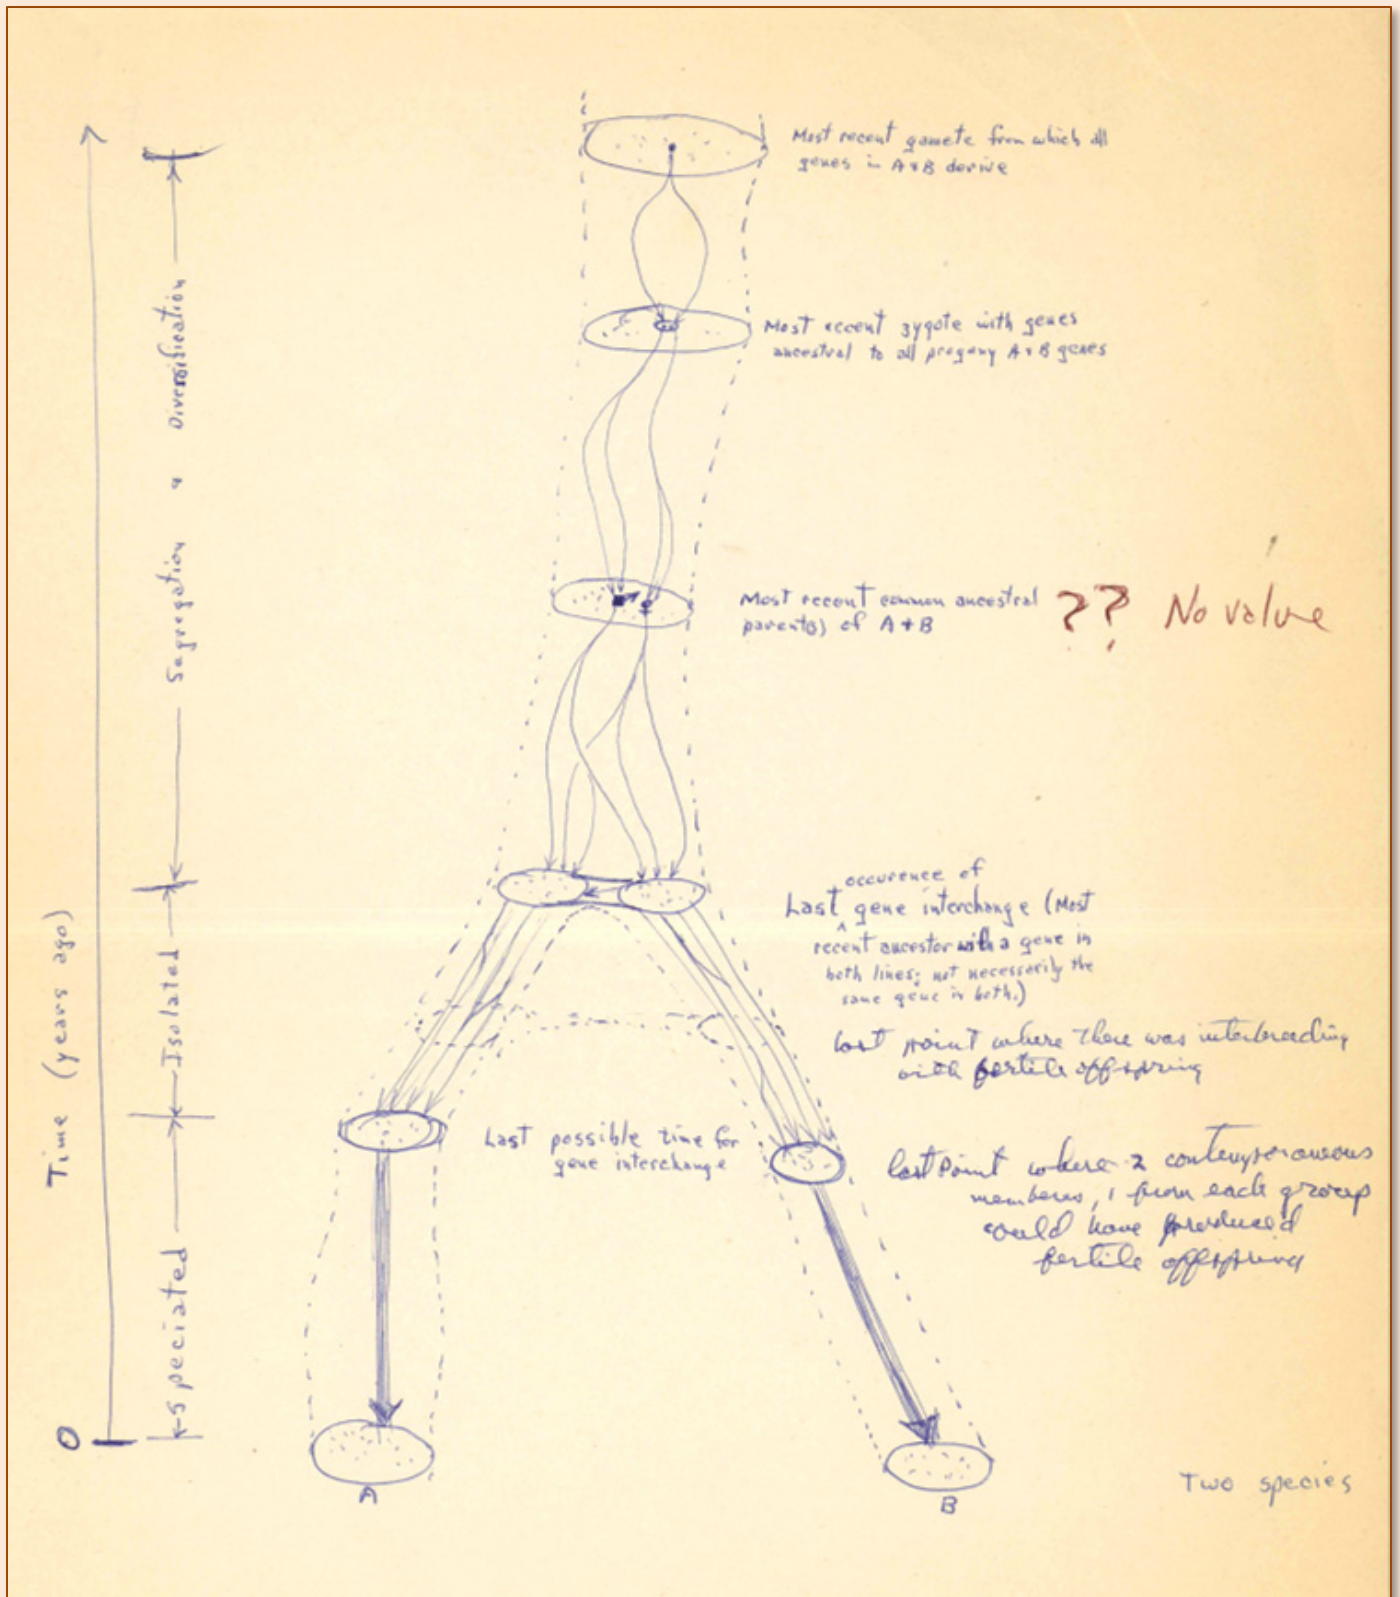 Most recent gamete from which all
genes in A+B derive
Most recent zygote with genes
ancestral to all progeny A+B genes
Most recent common ancestral
parent(s) of A+B
?? No value
occurence of
Last ^ gene interchange (Most
recent ancestor with a gene in
both lines; not necessarily the
same gene in both.)
last point where there was interbreeding
with fertile offspring
Last possible time for
gene interchange
last point where 2 contemporaneous
members, 1 from each group
could have produced
fertile offspring
Time (years ago)
Segregation & Diversification
Isolated
Speciated
O
A
B
Two species